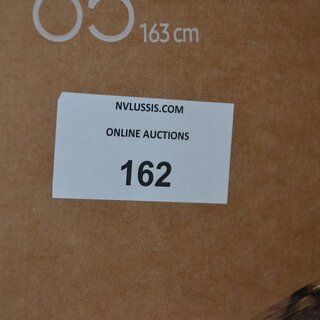 163 cm
NVLUSSIS.COM
ONLINE AUCTIONS
162